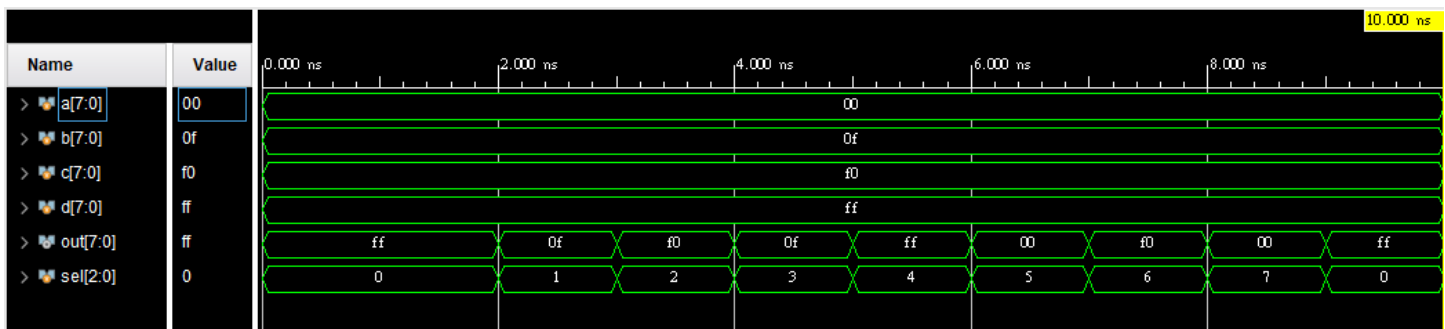 10.000 ns
Name Value 0.000 ns 2.000 ns 4.000 ns 6.000 ns 8.000 ns
a[7:0] 00 00
b[7:0] 0f 0f
c[7:0] f0 f0
d[7:0] ff ff
out[7:0] ff ff 0f f0 0f ff 00 f0 00 ff
sel[2:0] 0 0 1 2 3 4 5 6 7 0